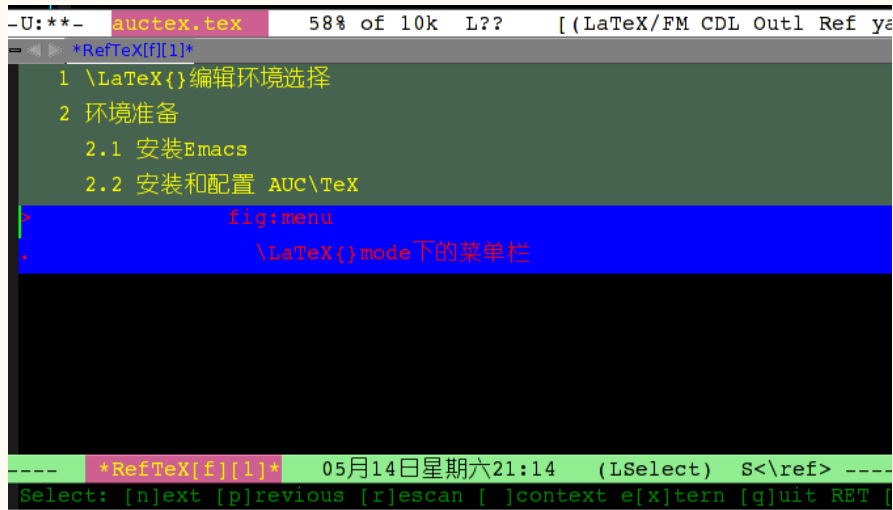 -U:**-  auctex.tex    58% of 10k  L??    [(LaTeX/FM CDL Outl Ref ya
*RefTeX[f][1]*
1 \LaTeX{}编辑环境选择
2 环境准备
2.1 安装Emacs
2.2 安装和配置 AUC\TeX
>    fig:menu
.    \LaTeX{}mode下的菜单栏
----   *RefTeX[f][1]*   05月14日星期六21:14   (LSelect)  S<\ref> ----
Select: [n]ext [p]revious [r]escan [ ]context e[x]tern [q]uit RET [